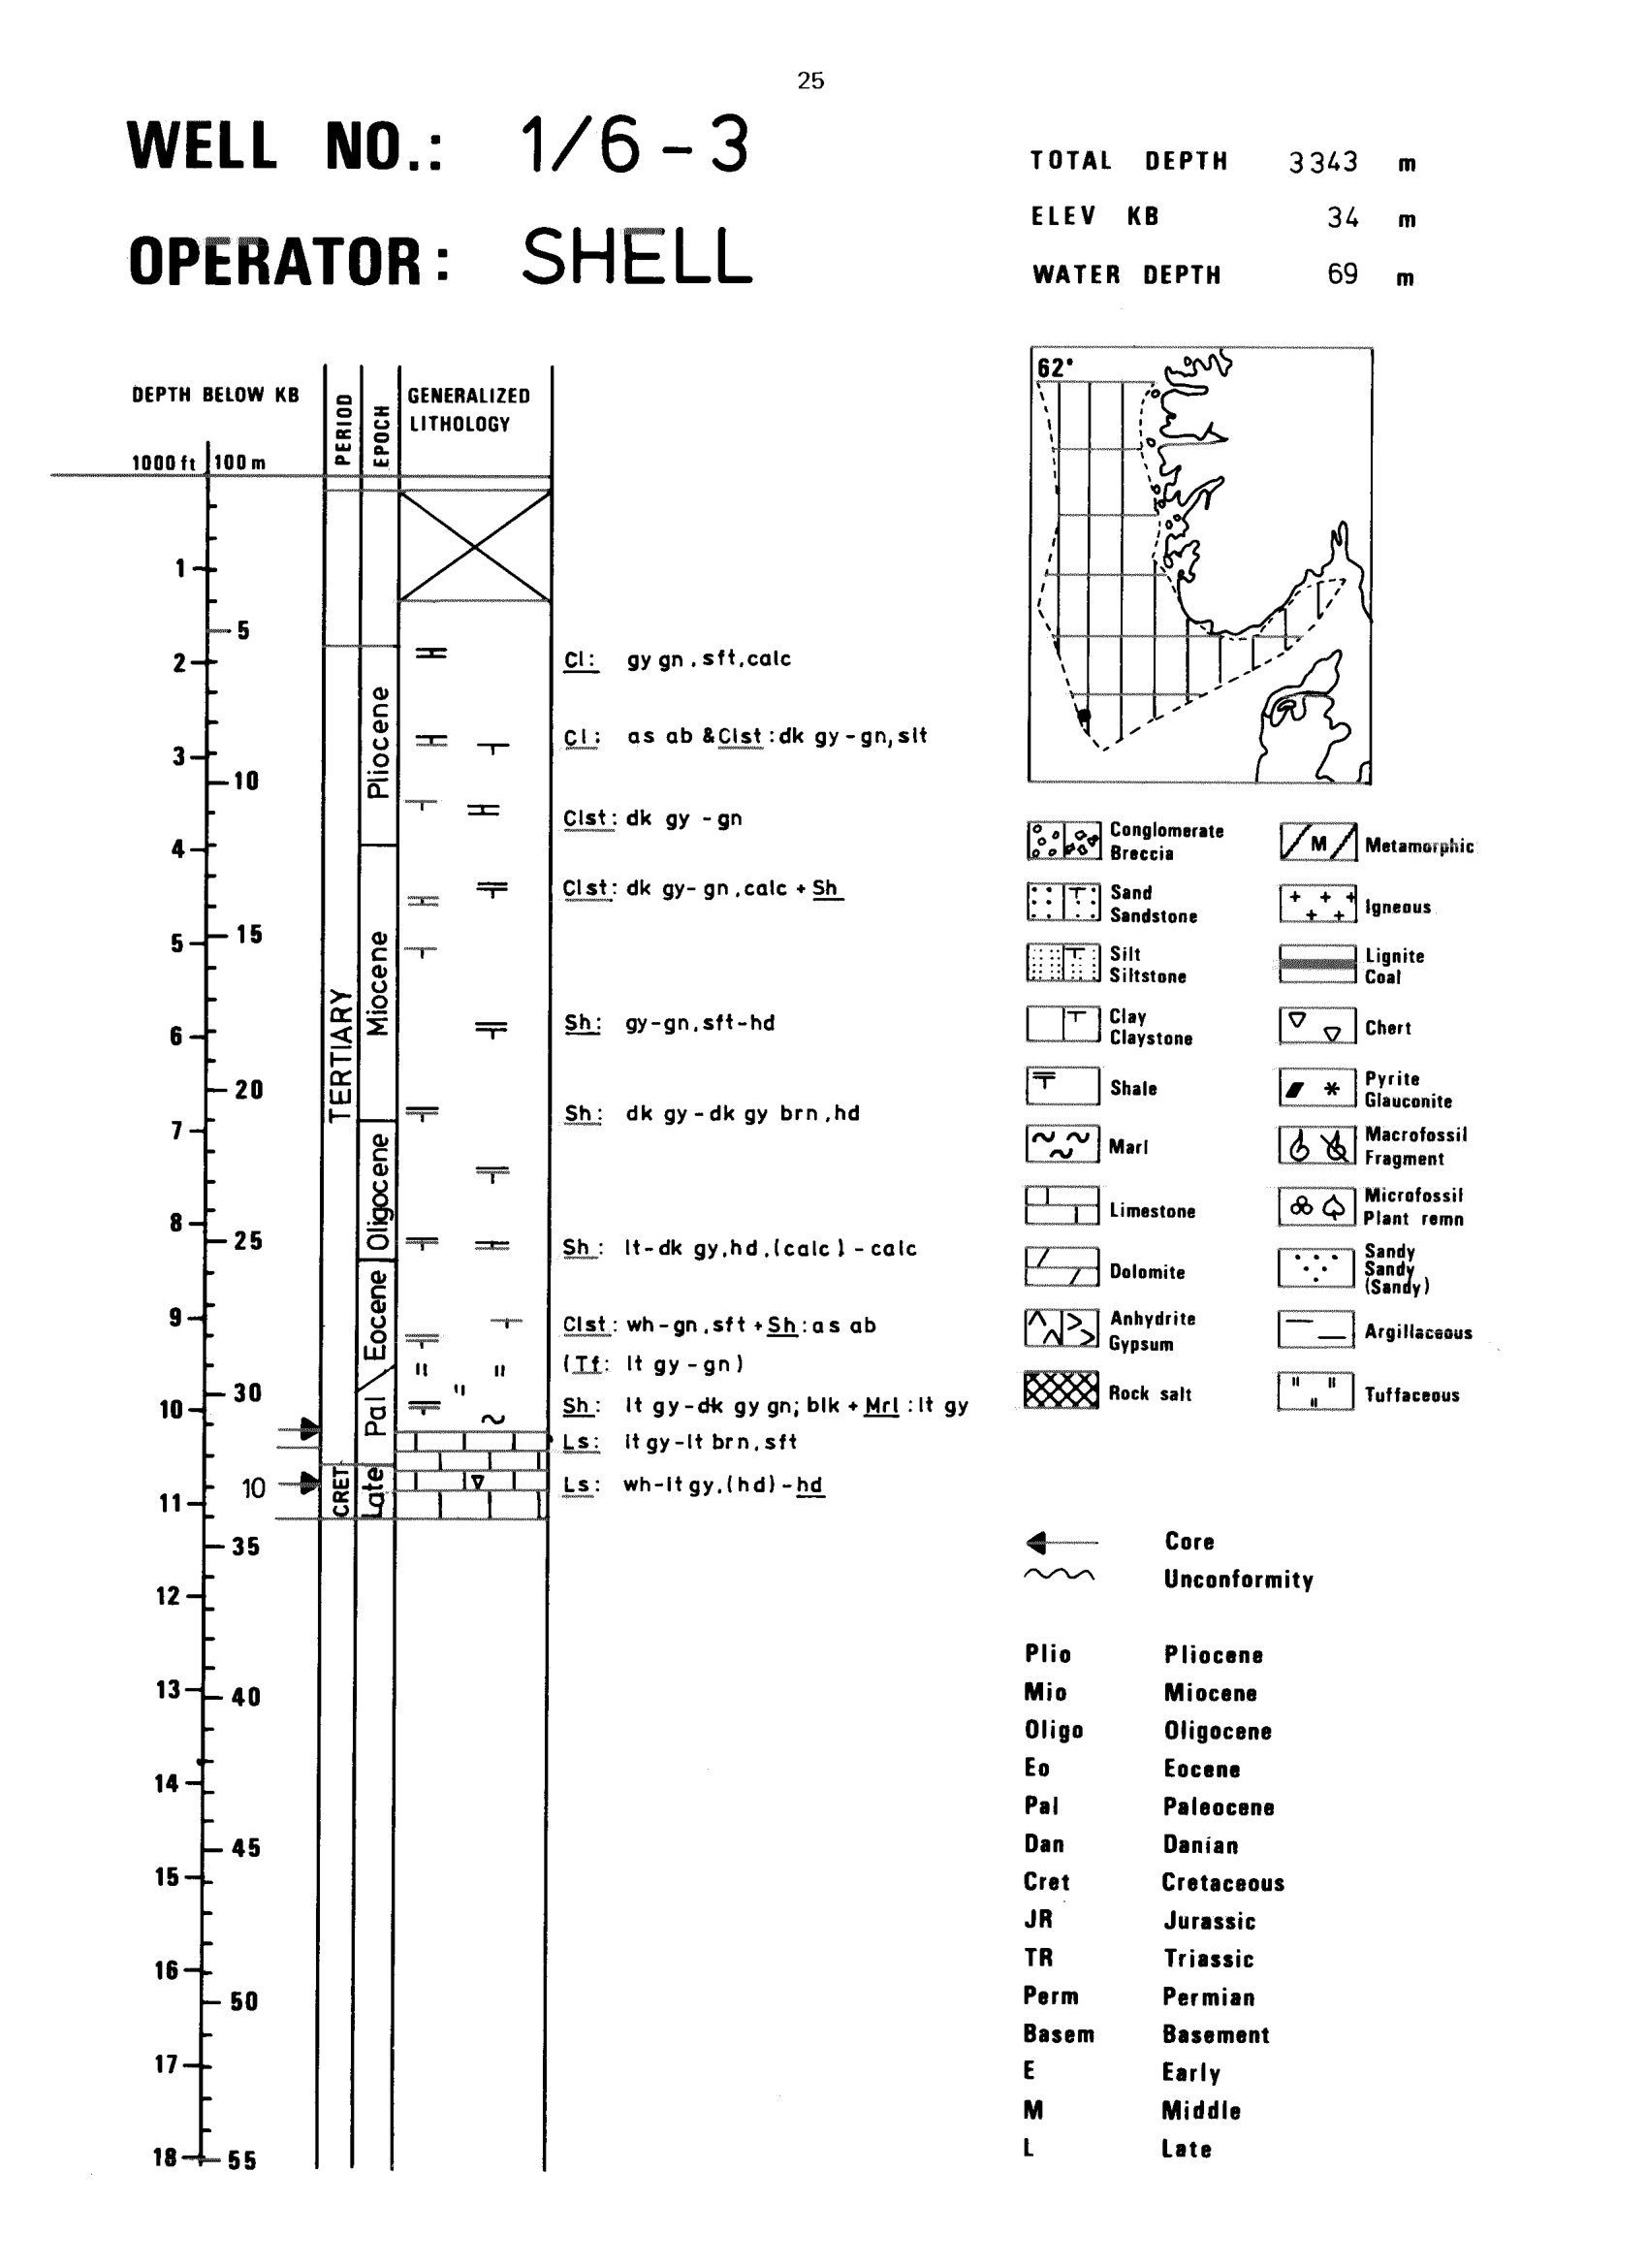 25
WELL NO.: 1/6-3
OPERATOR: SHELL
TOTAL DEPTH 3343 m
ELEV KB 34 m
WATER DEPTH 69 m
DEPTH BELOW KB
1000 ft 100 m
PERIOD
EPOCH
GENERALIZED
LITHOLOGY
62°
1
5
2
3
10
4
5
15
6
20
7
8
25
9
30
10
10
11
35
12
13
40
14
45
15
16
50
17
18
55
TERTIARY
CRET
Pliocene
Miocene
Oligocene
Eocene
Pal
Late
Cl: gy gn, sft, calc
Cl: as ab & Clst: dk gy-gn, slt
Clst: dk gy - gn
Clst: dk gy- gn, calc + Sh
Sh: gy-gn, sft-hd
Sh: dk gy - dk gy brn, hd
Sh: lt-dk gy, hd, (calc) - calc
Clst: wh-gn, sft + Sh: as ab
(Tf: lt gy - gn)
Sh: lt gy-dk gy gn; blk + Mrl: lt gy
Ls: lt gy-lt brn, sft
Ls: wh-lt gy, (hd) - hd
Conglomerate
Breccia
Sand
Sandstone
Silt
Siltstone
Clay
Claystone
Shale
Marl
Limestone
Dolomite
Anhydrite
Gypsum
Rock salt
M
Metamorphic
Igneous
Lignite
Coal
Chert
Pyrite
Glauconite
Macrofossil
Fragment
Microfossil
Plant remn
Sandy
Sandy
(Sandy)
Argillaceous
Tuffaceous
Core
Unconformity
Plio Pliocene
Mio Miocene
Oligo Oligocene
Eo Eocene
Pal Paleocene
Dan Danian
Cret Cretaceous
JR Jurassic
TR Triassic
Perm Permian
Basem Basement
E Early
M Middle
L Late